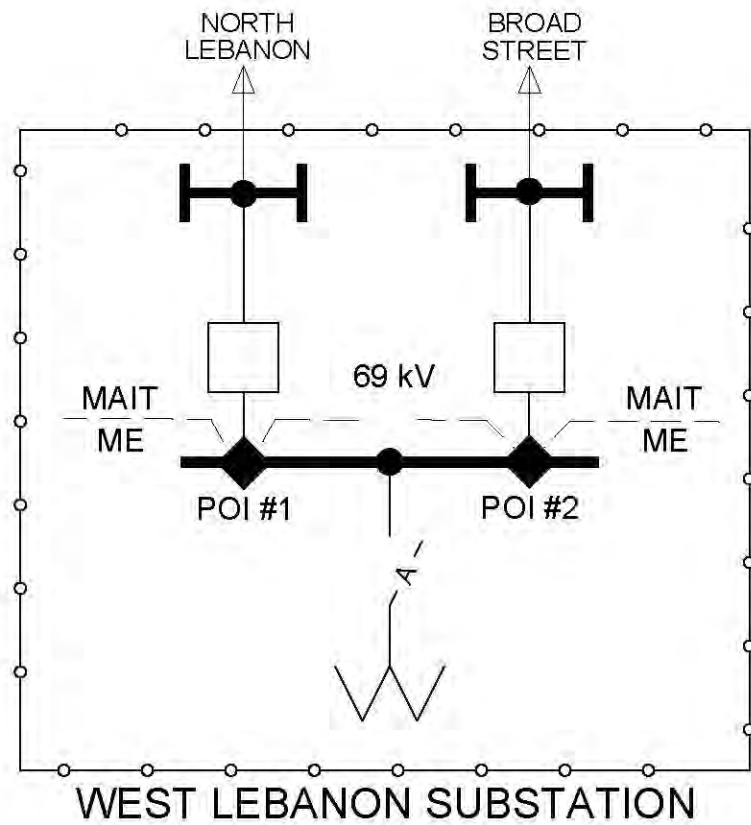 NORTH
LEBANON
BROAD
STREET
69 kV
MAIT
ME
MAIT
ME
POI #1
POI #2
A
WEST LEBANON SUBSTATION